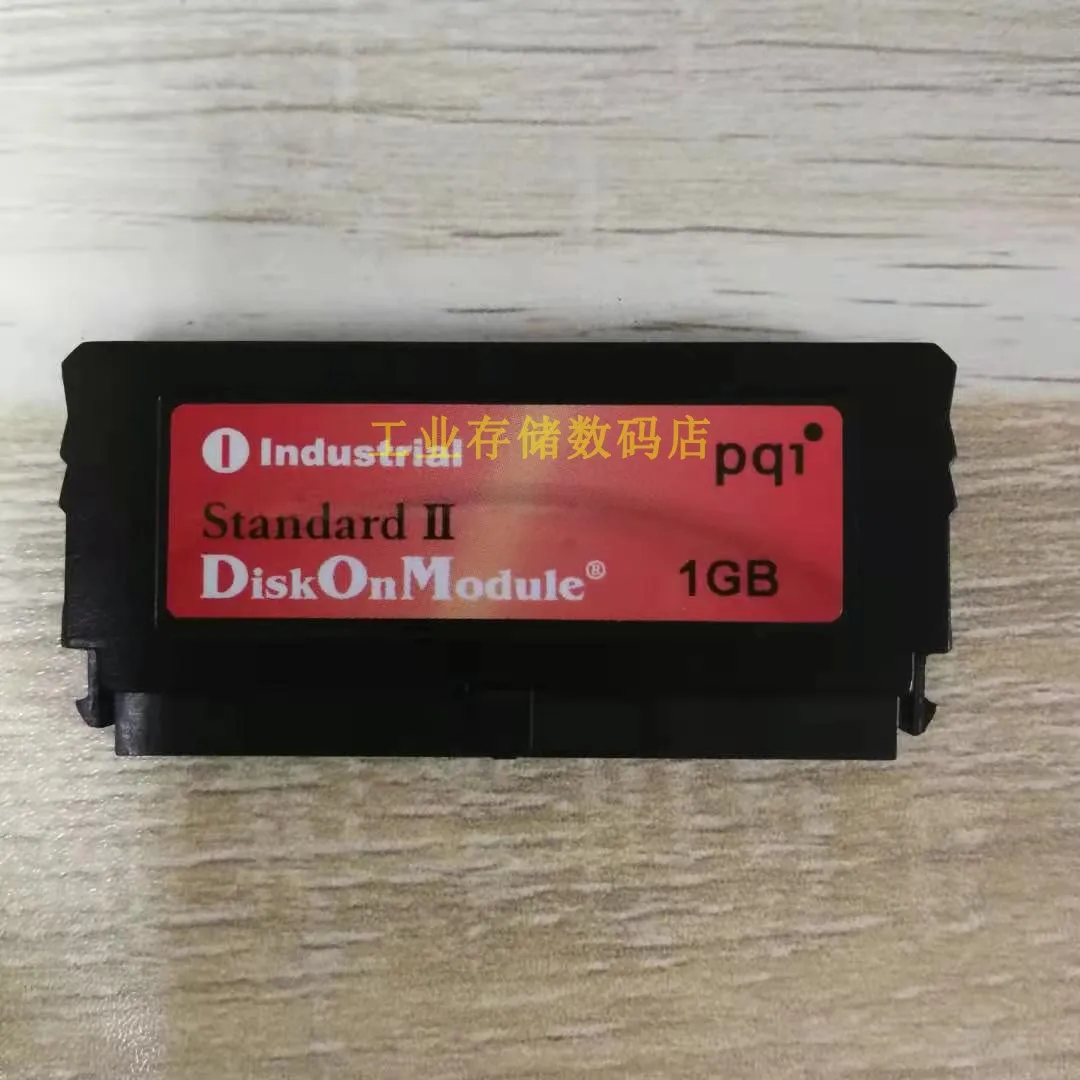 Industrial
工业存储数码店
pqi
Standard II
DiskOnModule®
1GB